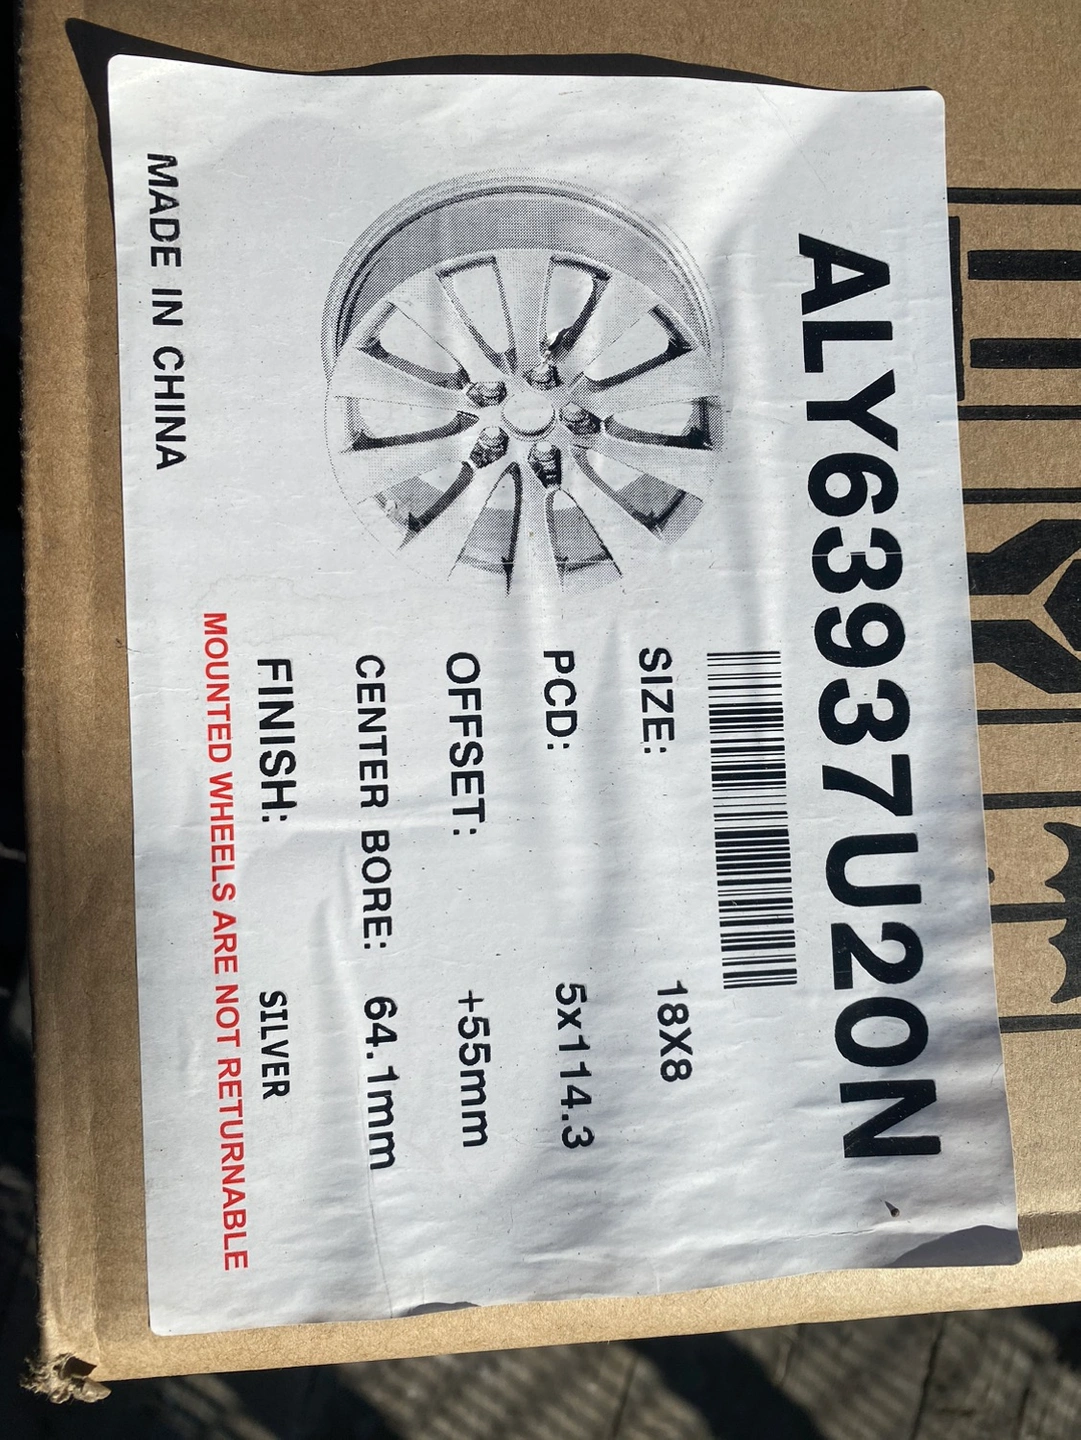 ALY63937U20N
SIZE: 18X8
PCD: 5x114.3
OFFSET: +55mm
CENTER BORE: 64.1mm
FINISH: SILVER
MOUNTED WHEELS ARE NOT RETURNABLE
MADE IN CHINA